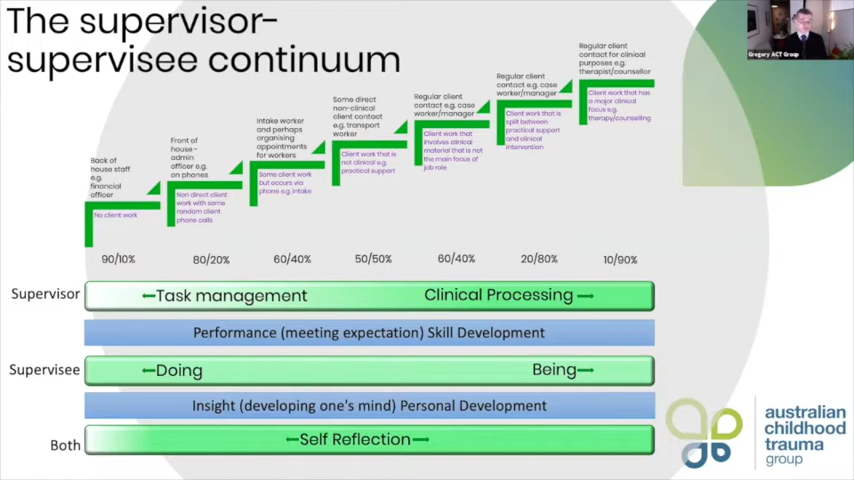 The supervisor-
supervisee continuum
Back of
house staff
e.g.
financial
officer
No client work
Front of
house -
admin
officer e.g.
on phones
Non direct client
work with some
random client
phone calls
Intake worker
and perhaps
organising
appointments
for workers
Some client work
but occurs via
phone e.g. intake
Some direct
non-clinical
client contact
e.g. transport
worker
Client work that is
not clinical e.g.
practical support
Regular client
contact e.g. case
worker/manager
Client work that
involves clinical
material that is not
the main focus of
job role
Regular client
contact e.g. case
worker/manager
Client work that is
split between
practical support
and clinical
intervention
Regular client
contact for clinical
purposes e.g.
therapist/counsellor
Client work that has
a major clinical
focus e.g.
therapy/counselling
Gregory ACT Group
90/10% 80/20% 60/40% 50/50% 60/40% 20/80% 10/90%
Supervisor ←Task management Clinical Processing→
Performance (meeting expectation) Skill Development
Supervisee ←Doing Being→
Insight (developing one's mind) Personal Development
Both ←Self Reflection→
australian
childhood
trauma
group